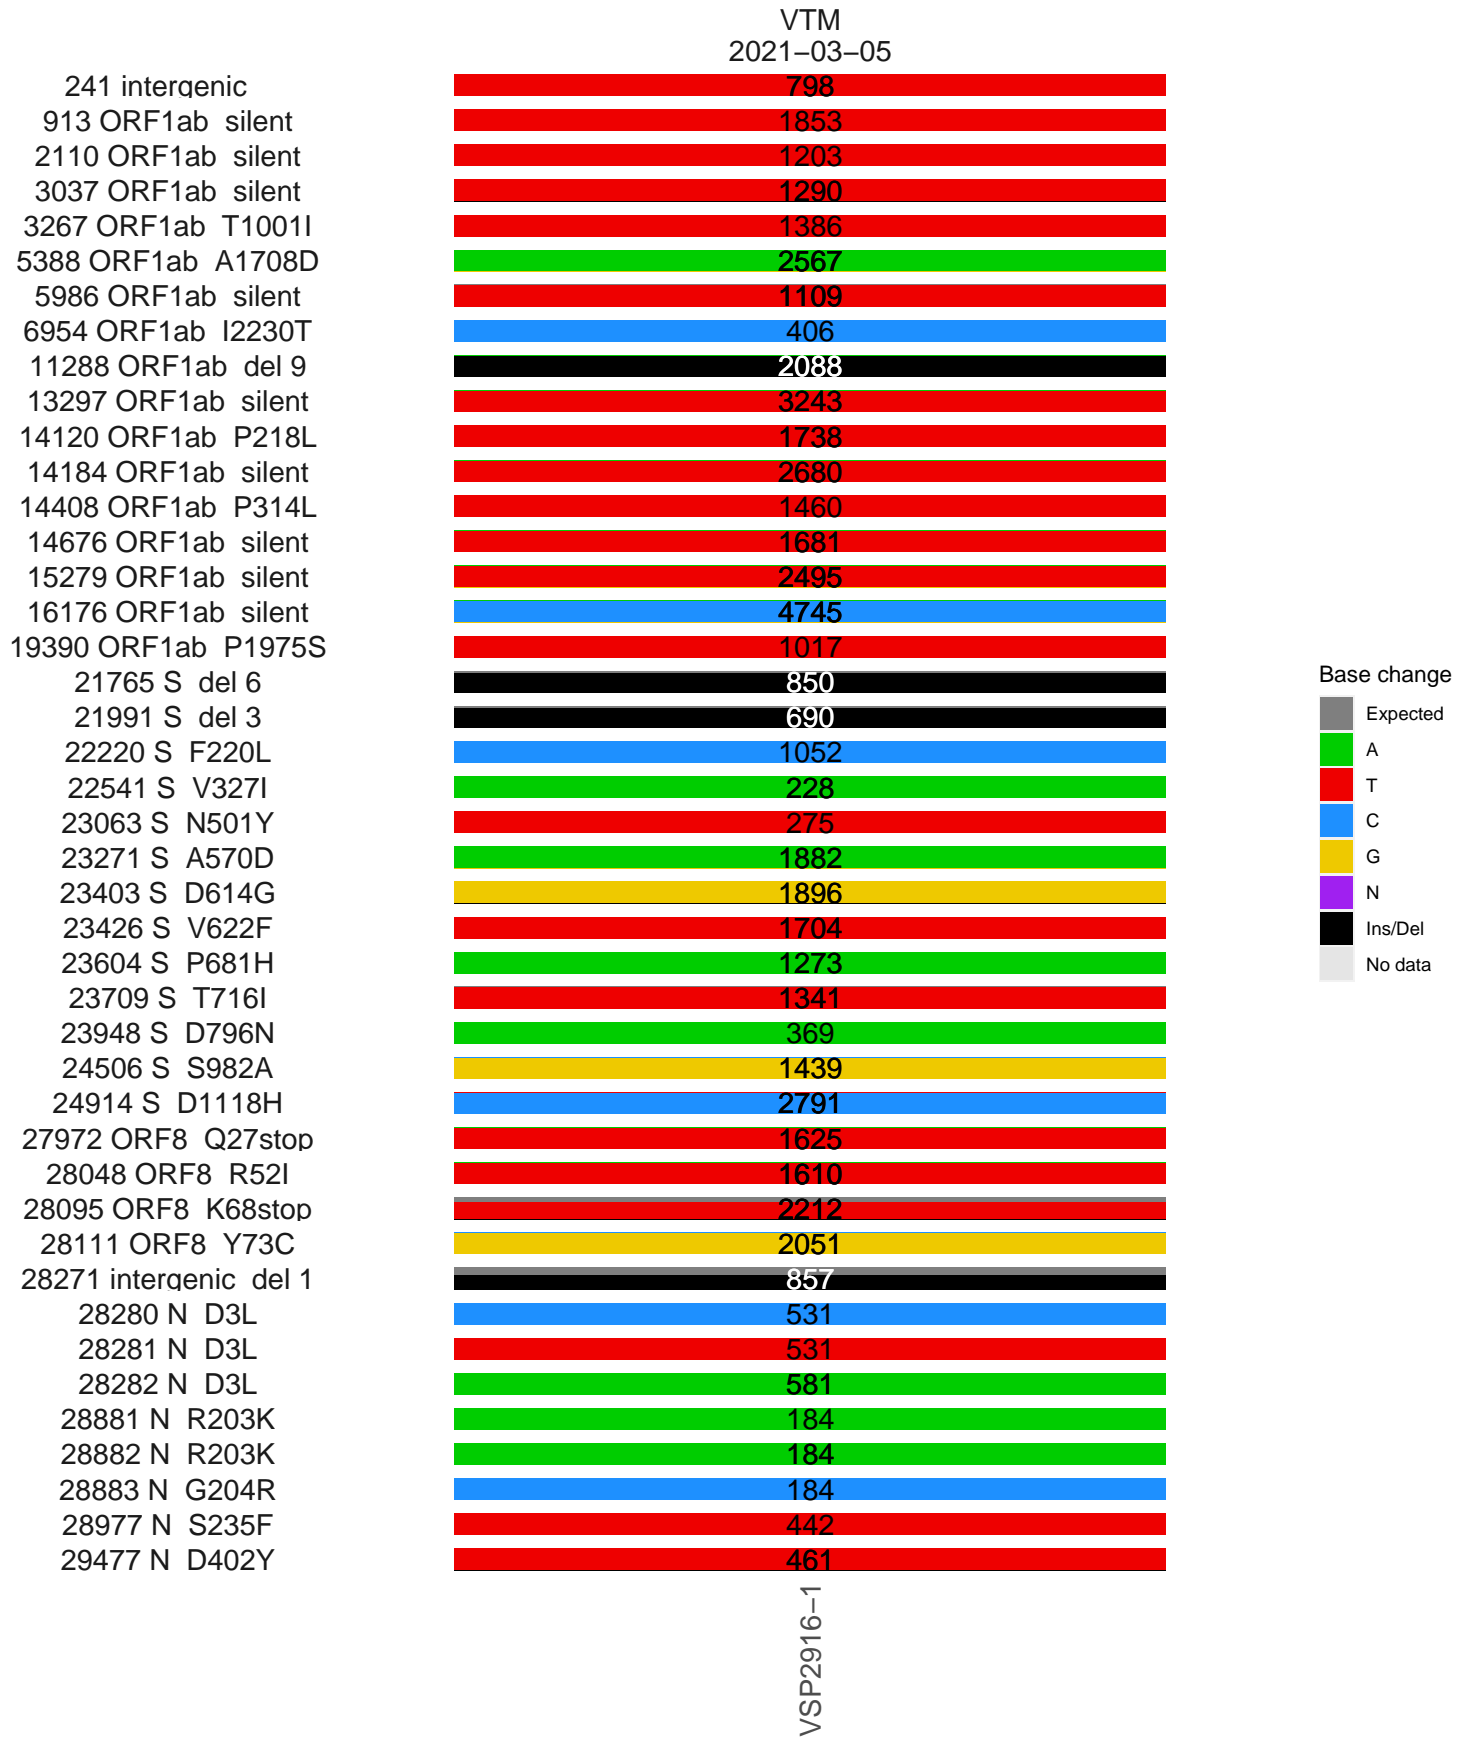 VTM
2021−03−05
241 intergenic 798
913 ORF1ab silent 1853
2110 ORF1ab silent 1203
3037 ORF1ab silent 1290
3267 ORF1ab T1001I 1386
5388 ORF1ab A1708D 2567
5986 ORF1ab silent 1109
6954 ORF1ab I2230T 406
11288 ORF1ab del 9 2088
13297 ORF1ab silent 3243
14120 ORF1ab P218L 1738
14184 ORF1ab silent 2680
14408 ORF1ab P314L 1460
14676 ORF1ab silent 1681
15279 ORF1ab silent 2495
16176 ORF1ab silent 4745
19390 ORF1ab P1975S 1017
21765 S del 6 850
21991 S del 3 690
22220 S F220L 1052
22541 S V327I 228
23063 S N501Y 275
23271 S A570D 1882
23403 S D614G 1896
23426 S V622F 1704
23604 S P681H 1273
23709 S T716I 1341
23948 S D796N 369
24506 S S982A 1439
24914 S D1118H 2791
27972 ORF8 Q27stop 1625
28048 ORF8 R52I 1610
28095 ORF8 K68stop 2212
28111 ORF8 Y73C 2051
28271 intergenic del 1 857
28280 N D3L 531
28281 N D3L 531
28282 N D3L 581
28881 N R203K 184
28882 N R203K 184
28883 N G204R 184
28977 N S235F 442
29477 N D402Y 461
VSP2916−1
Base change
Expected
A
T
C
G
N
Ins/Del
No data